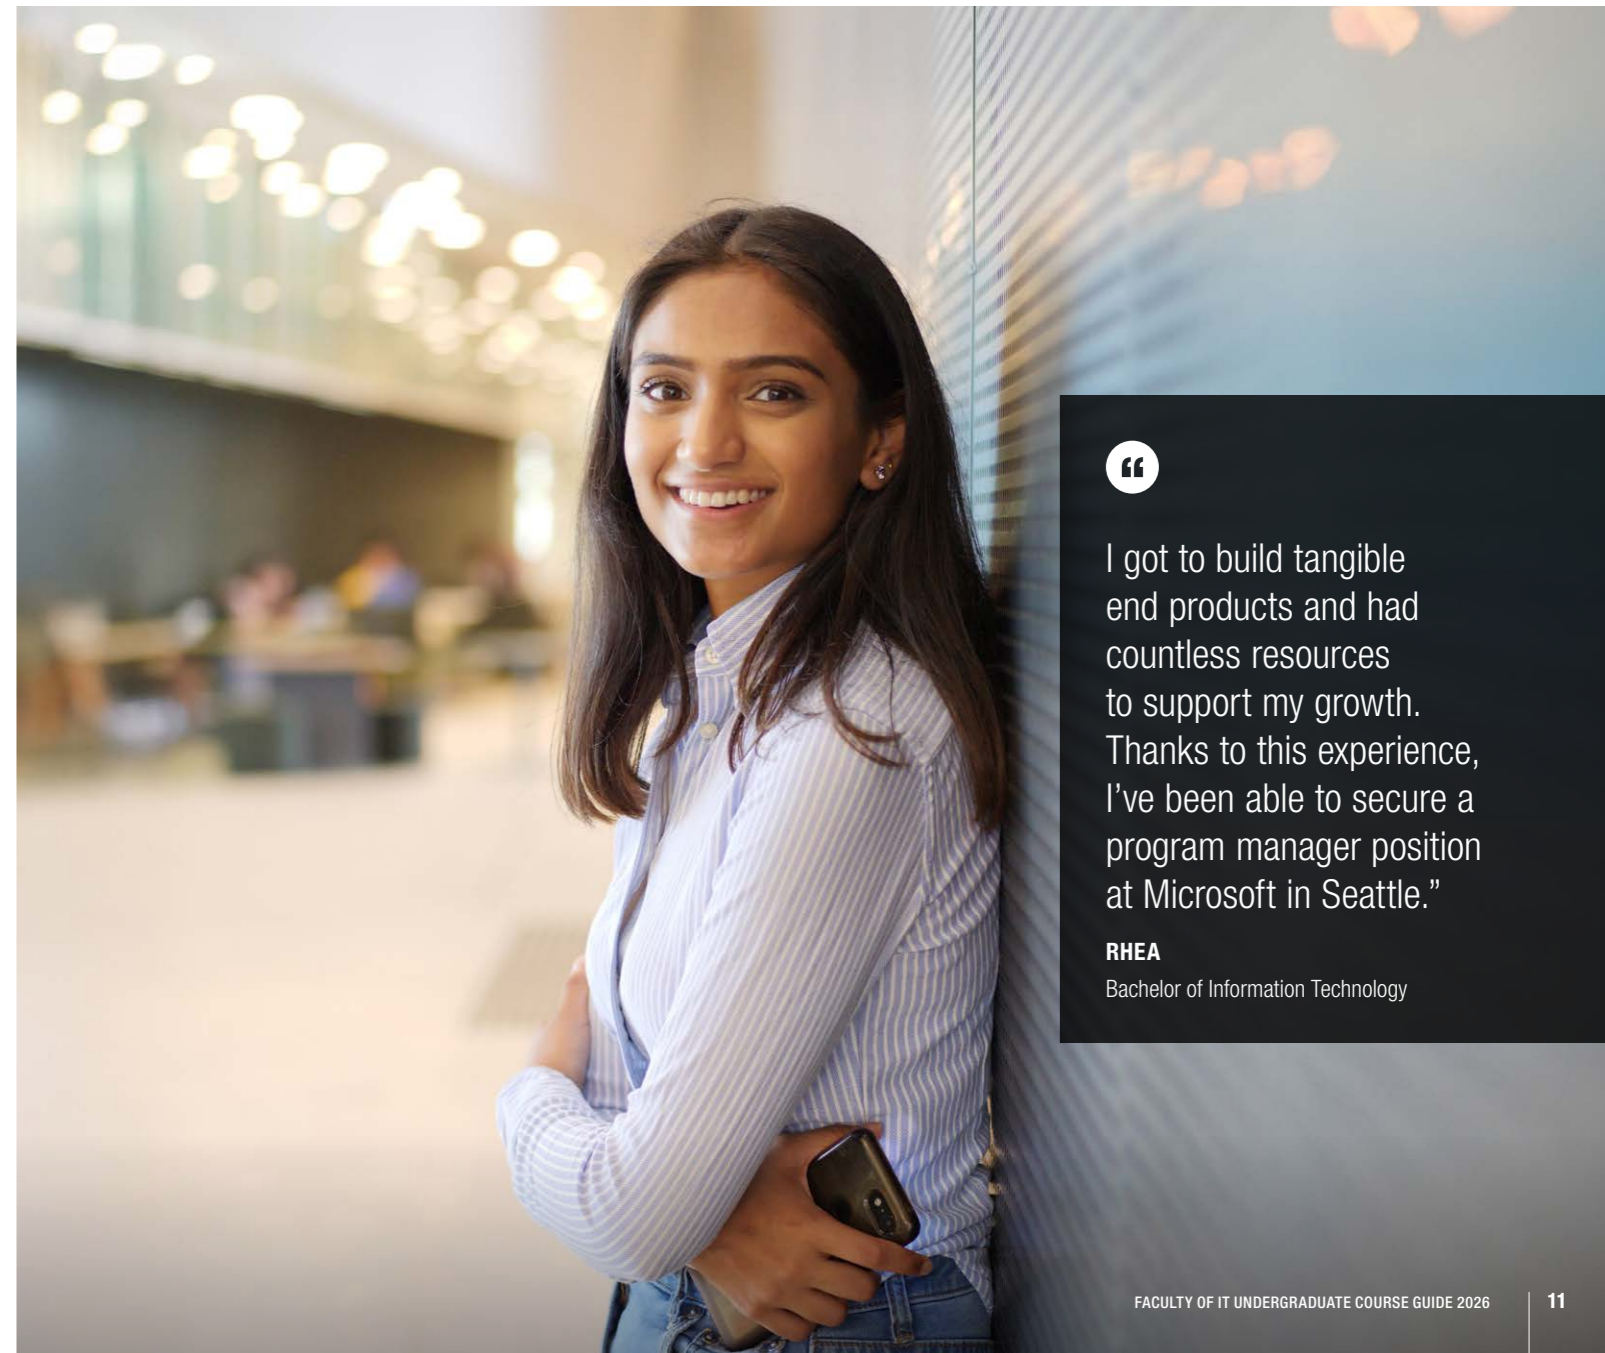 “
I got to build tangible
end products and had
countless resources
to support my growth.
Thanks to this experience,
I’ve been able to secure a
program manager position
at Microsoft in Seattle.”
RHEA
Bachelor of Information Technology
FACULTY OF IT UNDERGRADUATE COURSE GUIDE 2026
11